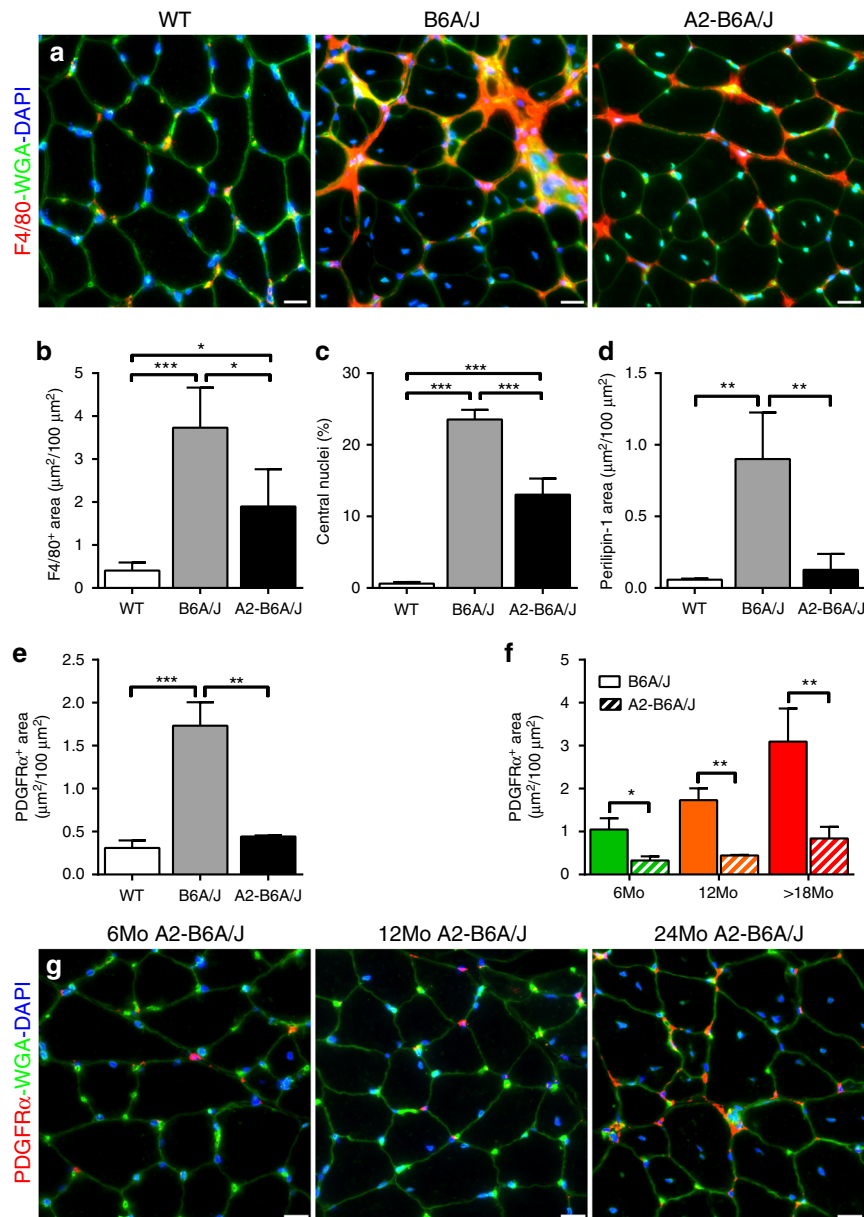 WT B6A/J A2-B6A/J
a
F4/80-WGA-DAPI
b
F4/80⁺ area (μm²/100 μm²)
5
4
3
2
1
0
*
*** *
WT B6A/J A2-B6A/J
c
Central nuclei (%)
30
20
10
0
***
*** ***
WT B6A/J A2-B6A/J
d
Perilipin-1 area (μm²/100 μm²)
1.5
1.0
0.5
0.0
** **
WT B6A/J A2-B6A/J
e
PDGFRα⁺ area
(μm²/100 μm²)
2.5
2.0
1.5
1.0
0.5
0.0
*** **
WT B6A/J A2-B6A/J
f
PDGFRα⁺ area
(μm²/100 μm²)
5
4
3
2
1
0
B6A/J
A2-B6A/J
* ** **
6Mo 12Mo >18Mo
6Mo A2-B6A/J 12Mo A2-B6A/J 24Mo A2-B6A/J
g
PDGFRα-WGA-DAPI